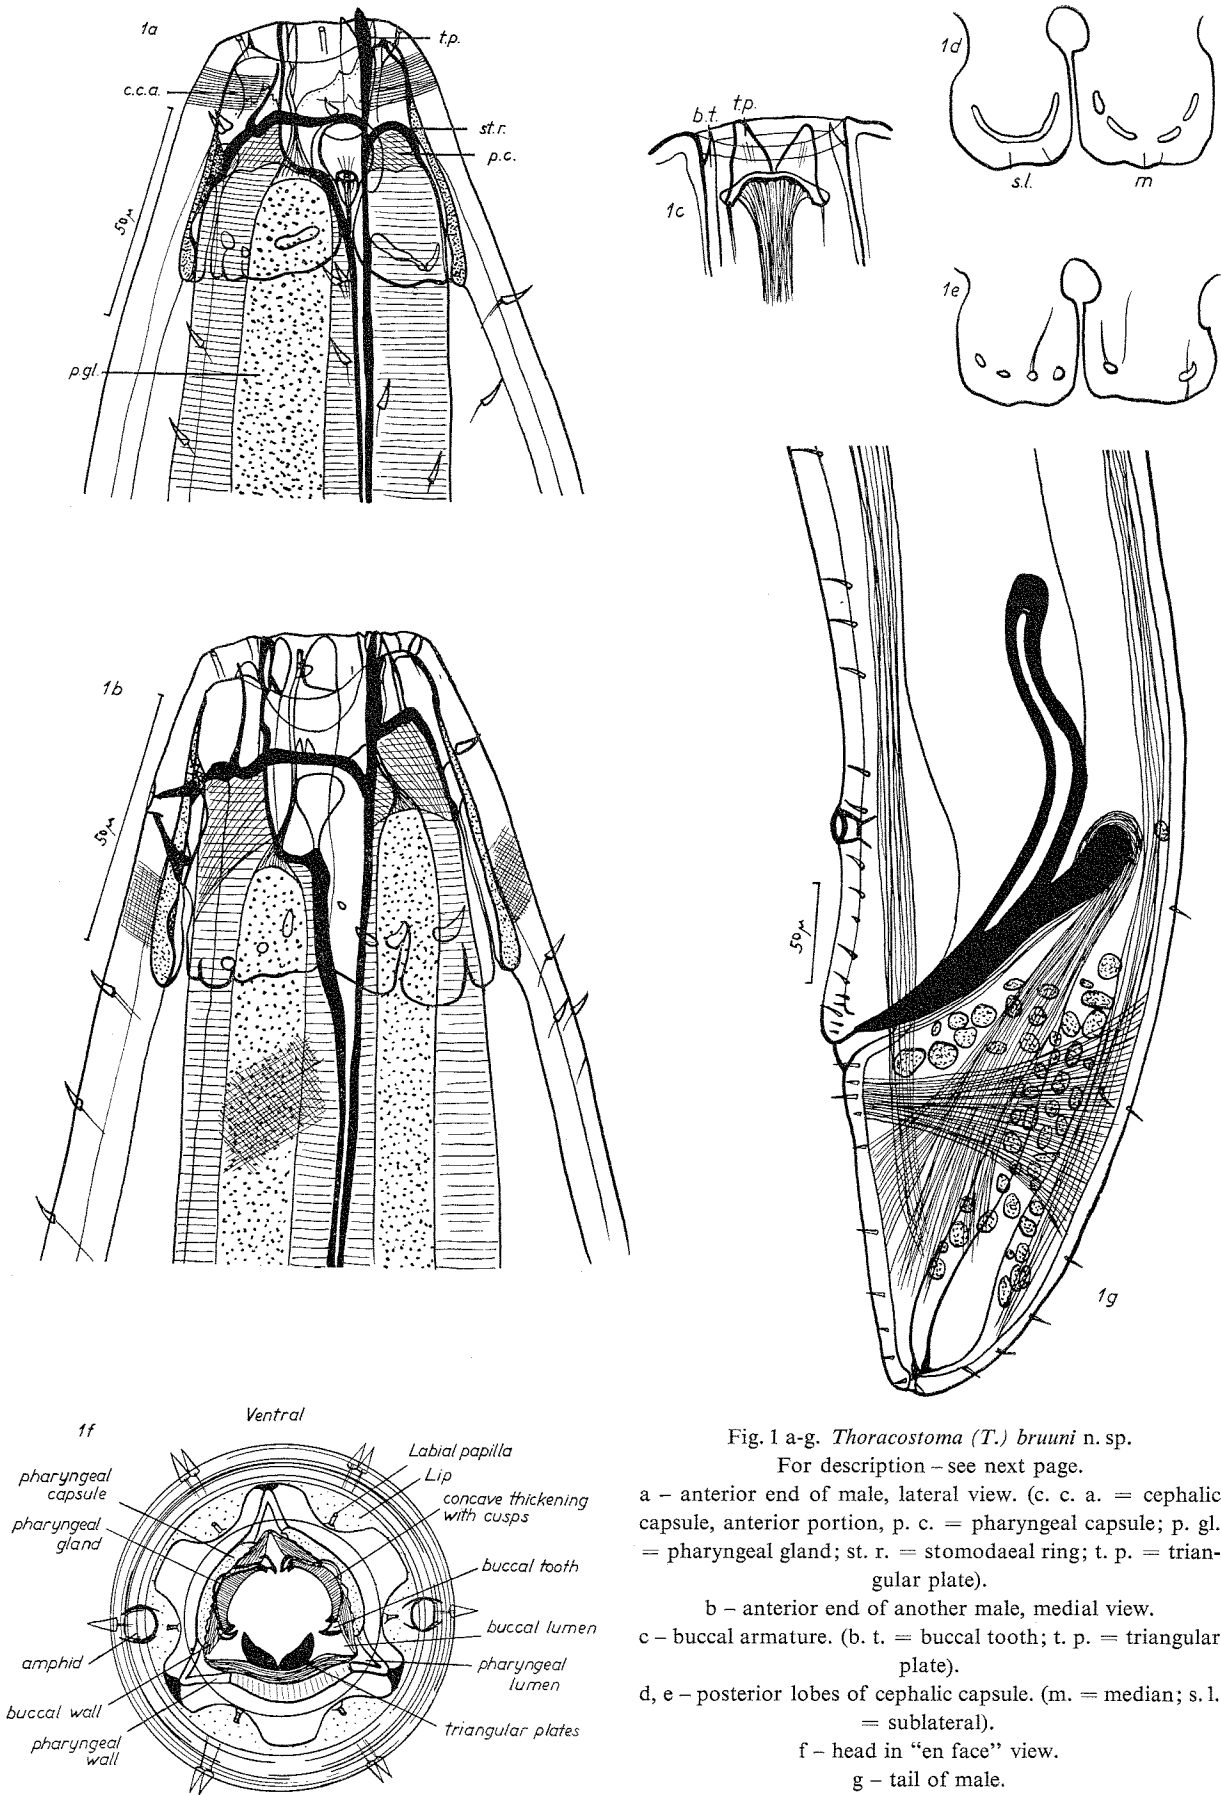 1a
t.p.
c.c.a.
st.r.
p.c.
50µ
p.gl.
b.t. t.p.
1c
1d
s.l. m
1e
1b
50µ
50µ
1g
1f
Ventral
pharyngeal
capsule
pharyngeal
gland
amphid
buccal wall
pharyngeal
wall
Labial papilla
Lip
concave thickening
with cusps
buccal tooth
buccal lumen
pharyngeal
lumen
triangular plates
Fig. 1 a-g. Thoracostoma (T.) bruuni n. sp.
For description – see next page.
a – anterior end of male, lateral view. (c. c. a. = cephalic
capsule, anterior portion, p. c. = pharyngeal capsule; p. gl.
= pharyngeal gland; st. r. = stomodaeal ring; t. p. = trian-
gular plate).
b – anterior end of another male, medial view.
c – buccal armature. (b. t. = buccal tooth; t. p. = triangular
plate).
d, e – posterior lobes of cephalic capsule. (m. = median; s. l.
= sublateral).
f – head in “en face” view.
g – tail of male.